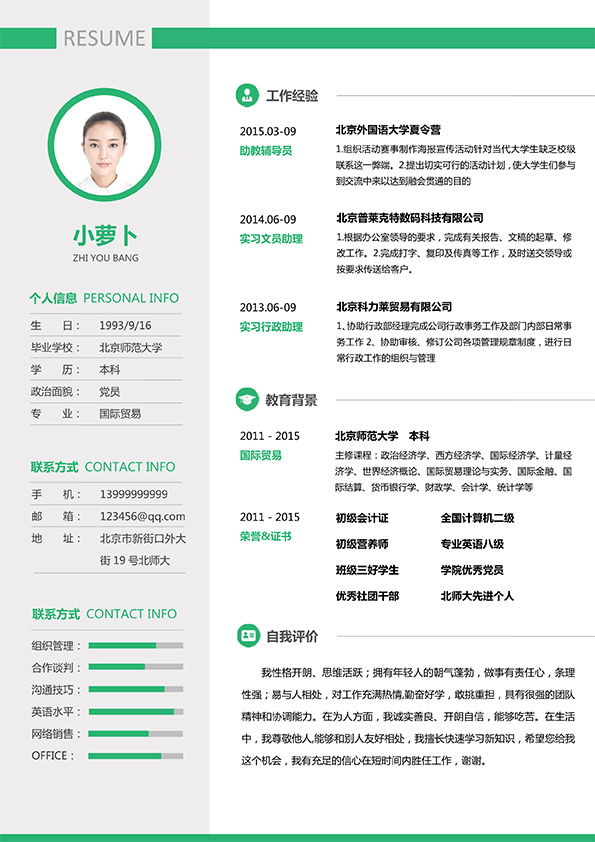 RESUME
小萝卜
ZHI YOU BANG
个人信息 PERSONAL INFO
生 日： 1993/9/16
毕业学校： 北京师范大学
学 历： 本科
政治面貌： 党员
专 业： 国际贸易
联系方式 CONTACT INFO
手 机： 13999999999
邮 箱： 123456@qq.com
地 址： 北京市新街口外大
街 19 号北师大
联系方式 CONTACT INFO
组织管理：
合作谈判：
沟通技巧：
英语水平：
网络销售：
OFFICE：
工作经验
2015.03-09 北京外国语大学夏令营
助教辅导员
1.组织活动赛事制作海报宣传活动针对当代大学生缺乏校级
联系这一弊端。2.提出切实可行的活动计划，使大学生们参与
到交流中来以达到融会贯通的目的
2014.06-09 北京普莱克特数码科技有限公司
实习文员助理
1.根据办公室领导的要求，完成有关报告、文稿的起草、修
改工作。2.完成打字、复印及传真等工作，及时送交领导或
按要求传送给客户。
2013.06-09 北京科力莱贸易有限公司
实习行政助理
1、协助行政部经理完成公司行政事务工作及部门内部日常事
务工作 2、协助审核、修订公司各项管理规章制度，进行日
常行政工作的组织与管理
教育背景
2011 - 2015 北京师范大学 本科
国际贸易
主修课程：政治经济学、西方经济学、国际经济学、计量经
济学、世界经济概论、国际贸易理论与实务、国际金融、国
际结算、货币银行学、财政学、会计学、统计学等
2011 - 2015 初级会计证 全国计算机二级
荣誉&证书
初级营养师 专业英语八级
班级三好学生 学院优秀党员
优秀社团干部 北师大先进个人
自我评价
我性格开朗、思维活跃；拥有年轻人的朝气蓬勃，做事有责任心，条理
性强；易与人相处，对工作充满热情,勤奋好学，敢挑重担，具有很强的团队
精神和协调能力。在为人方面，我诚实善良、开朗自信，能够吃苦。在生活
中，我尊敬他人,能够和别人友好相处，我擅长快速学习新知识，希望您给我
这个机会，我有充足的信心在短时间内胜任工作，谢谢。